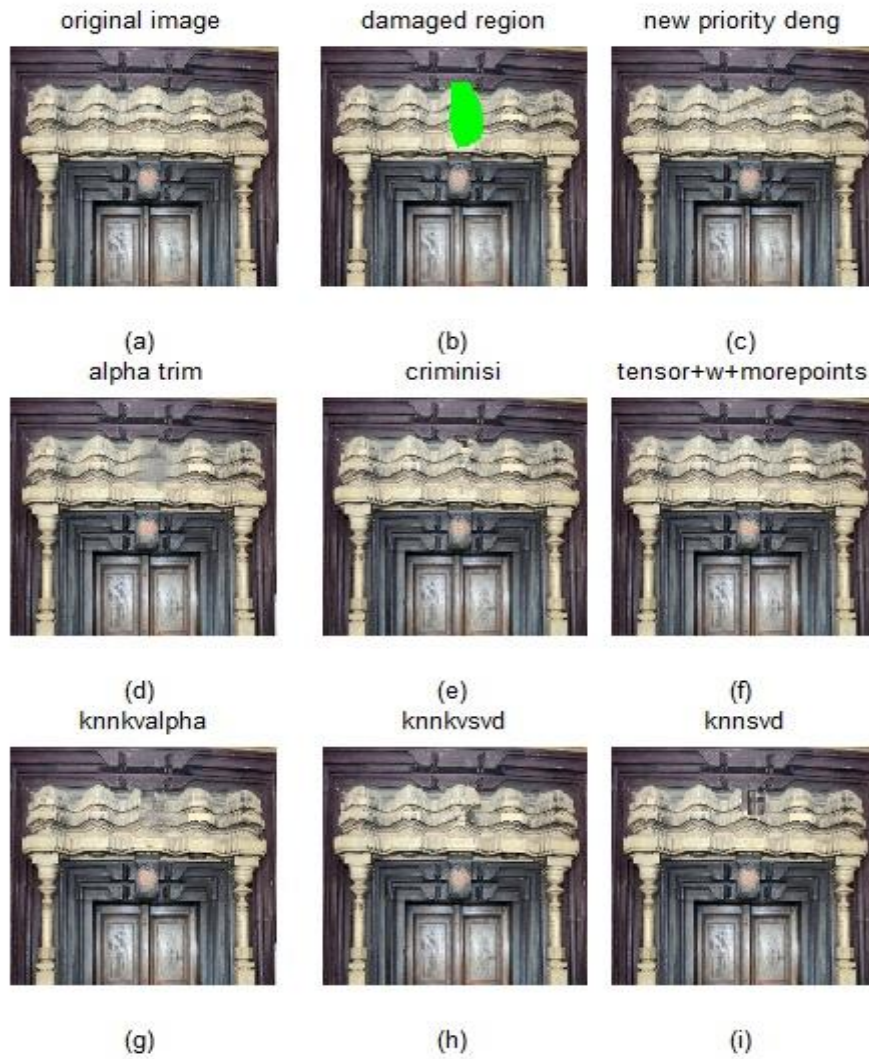 original image
damaged region
new priority deng
(a)
(b)
(c)
alpha trim
criminisi
tensor+w+morepoints
(d)
(e)
(f)
knnkvalpha
knnkvsvd
knnsvd
(g)
(h)
(i)